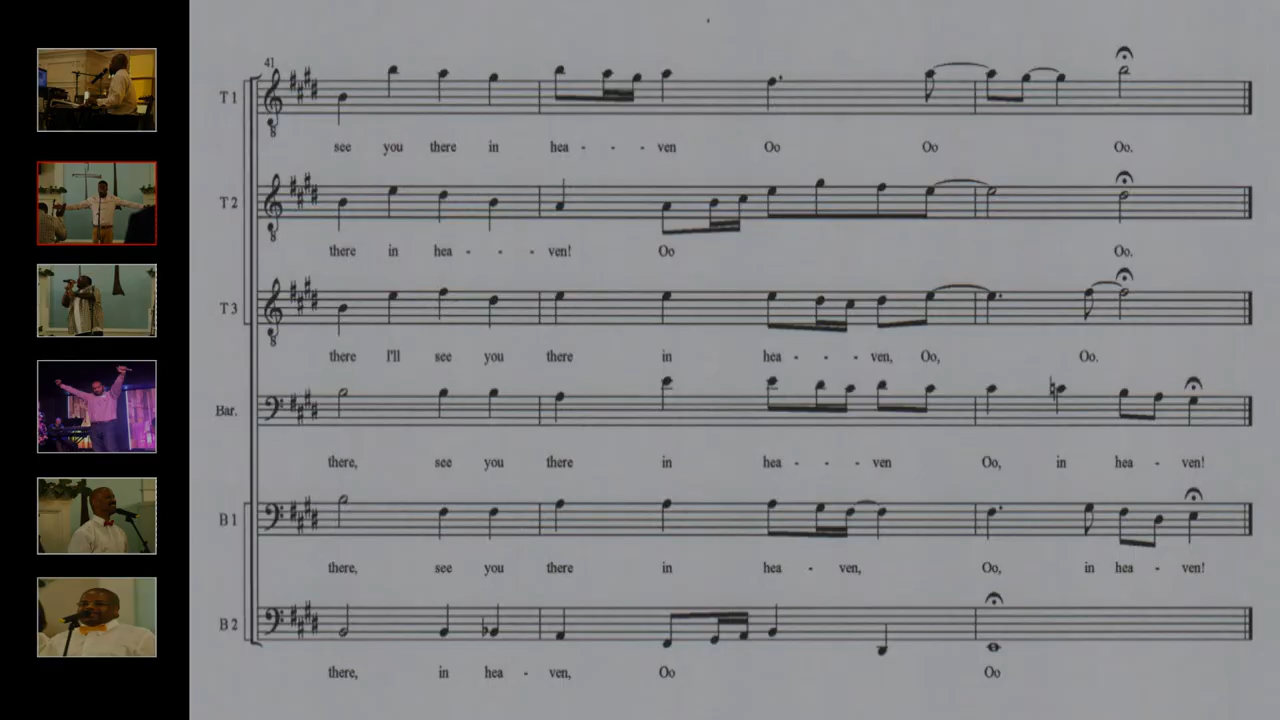 41
T 1
see you there in hea - - - ven Oo Oo Oo.
T 2
there in hea - - - ven! Oo Oo.
T 3
there I'll see you there in hea - - - ven, Oo, Oo.
Bar.
there, see you there in hea - - - ven Oo, in hea - ven!
B 1
there, see you there in hea - ven, Oo, in hea - ven!
B 2
there, in hea - ven, Oo Oo